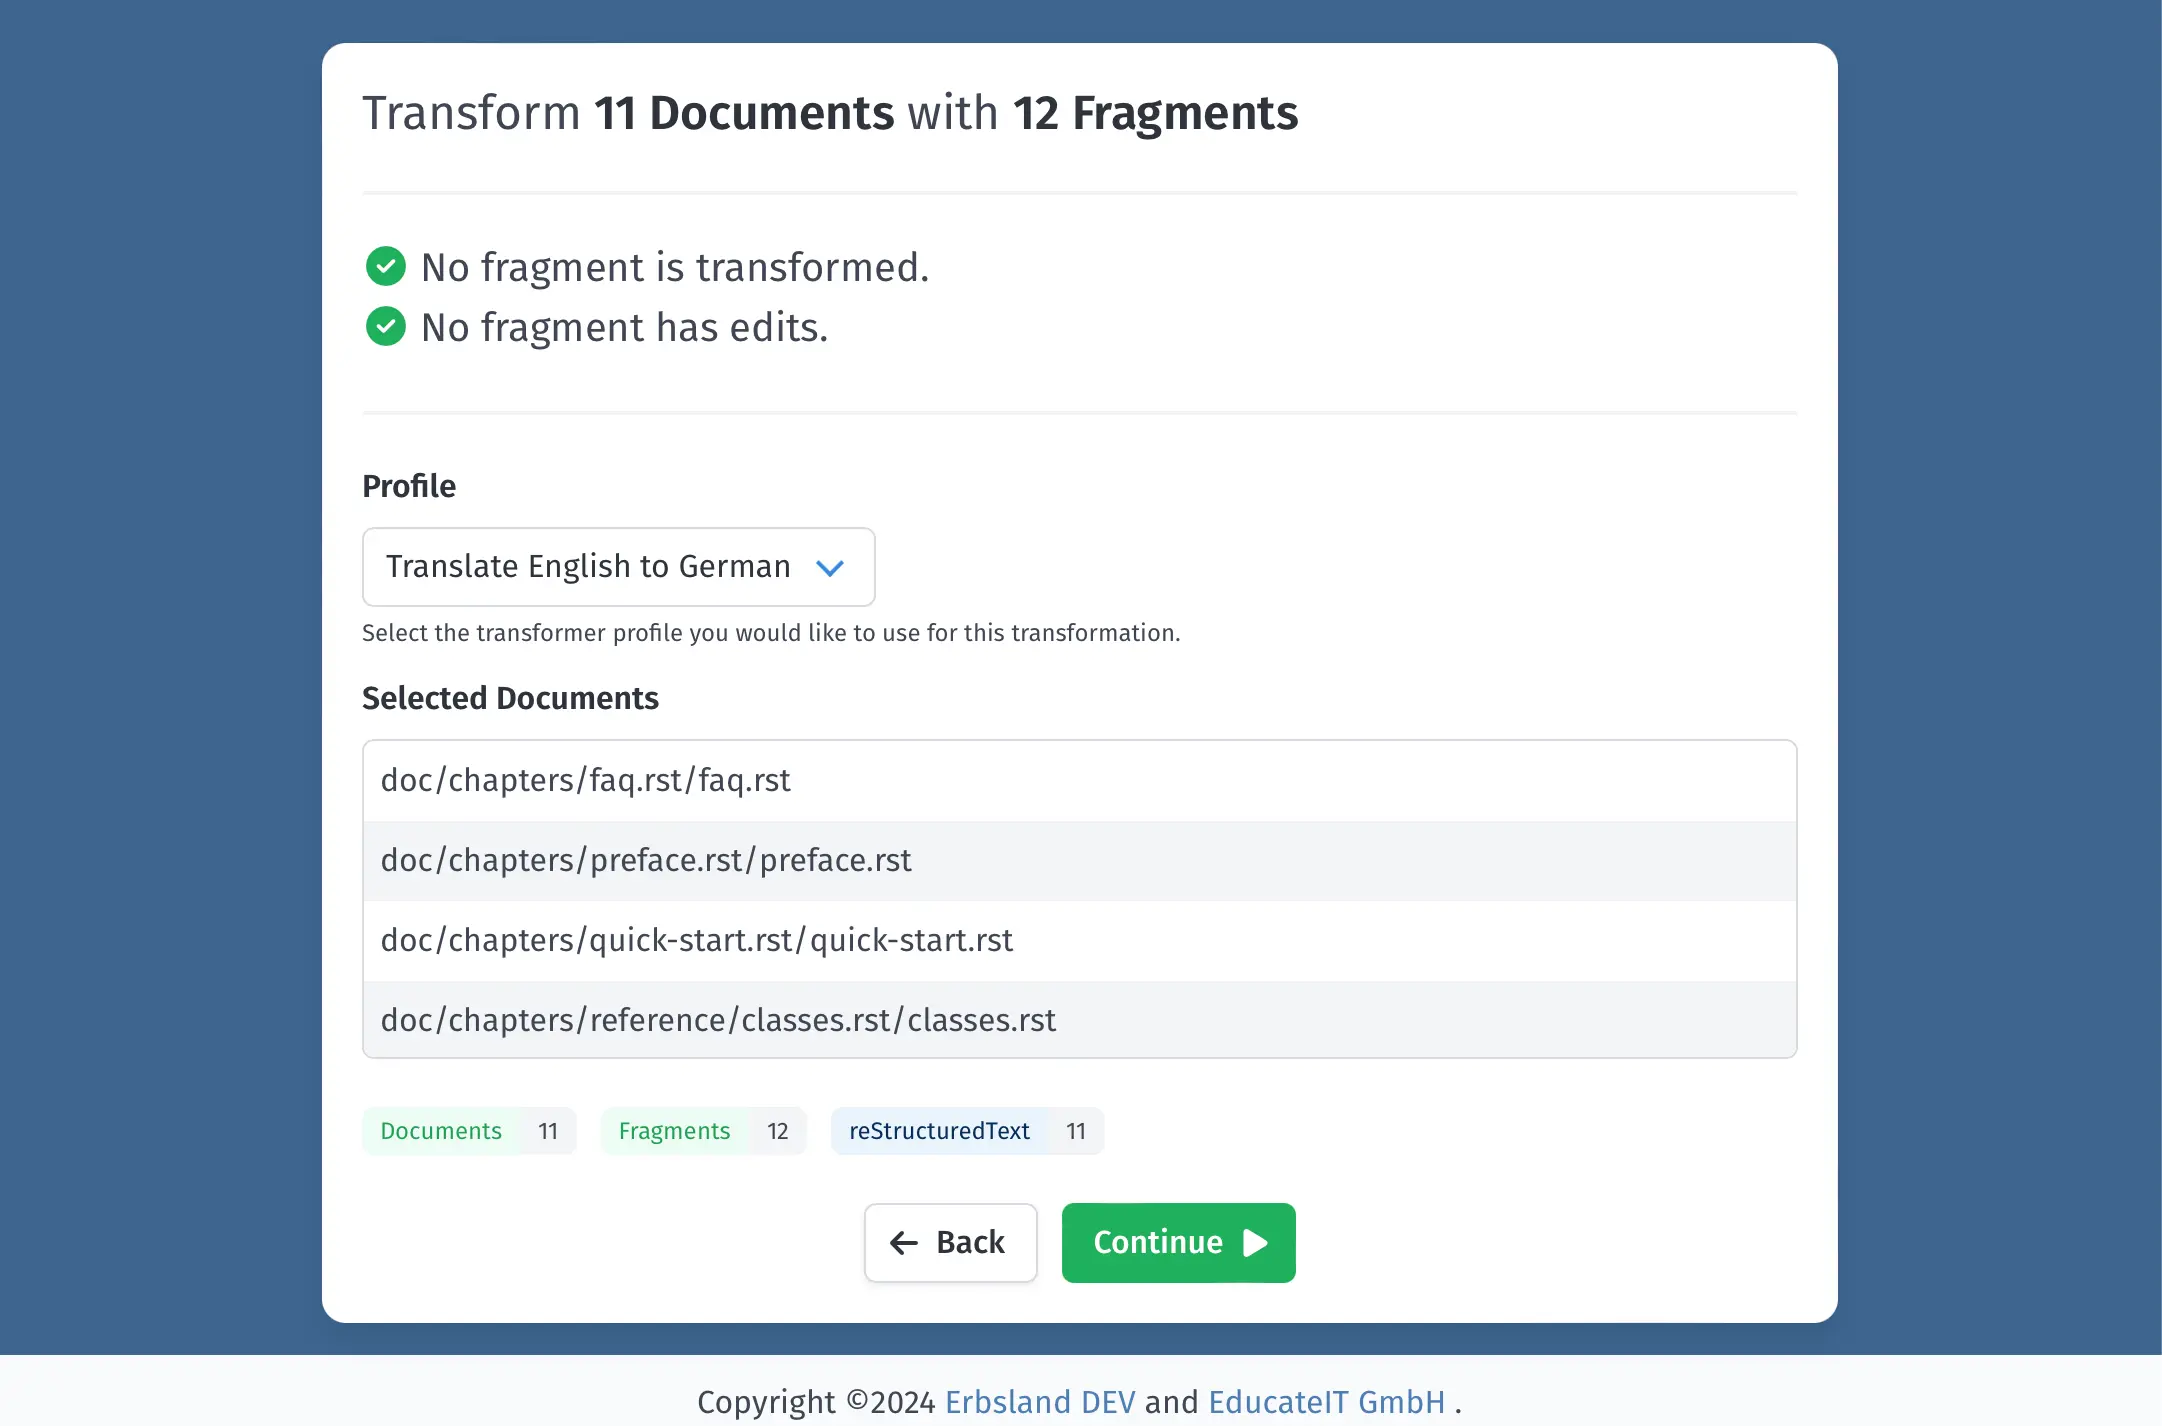 Transform 11 Documents with 12 Fragments
No fragment is transformed.
No fragment has edits.
Profile
Translate English to German
Select the transformer profile you would like to use for this transformation.
Selected Documents
doc/chapters/faq.rst/faq.rst
doc/chapters/preface.rst/preface.rst
doc/chapters/quick-start.rst/quick-start.rst
doc/chapters/reference/classes.rst/classes.rst
Documents 11 Fragments 12 reStructuredText 11
Back Continue
Copyright ©2024 Erbsland DEV and EducateIT GmbH .